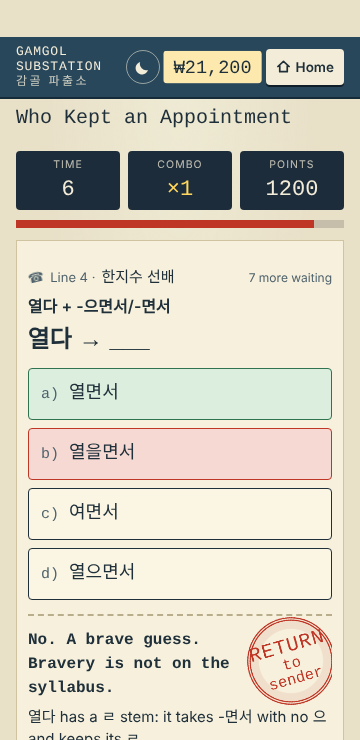 GAMGOL
SUBSTATION
감골 파출소
₩21,200
Home
Who Kept an Appointment
TIME
6
COMBO
×1
POINTS
1200
☎ Line 4 · 한지수 선배
7 more waiting
열다 + -으면서/-면서
열다 → ____
a) 열면서
b) 열을면서
c) 여면서
d) 열으면서
No. A brave guess.
Bravery is not on the
syllabus.
RETURN
to
sender
열다 has a ㄹ stem: it takes -면서 with no 으
and keeps its ㄹ